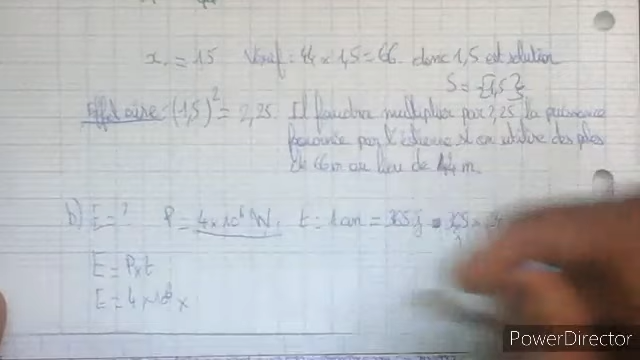 x = 1,5 Vérif : 44 x 1,5 = 66 donc 1,5 est solution
S = {1,5}
Effet aire : (1,5)² = 2,25. Il faudra multiplier par 2,25 la puissance
fournie par l'éolienne si on utilise des pâles
de 66 m au lieu de 44 m.
b) E = ? P = 4 x 10⁶ W. t = 1 an = 365 j =
E = P x t
E = 4 x 10⁶ x
PowerDirector